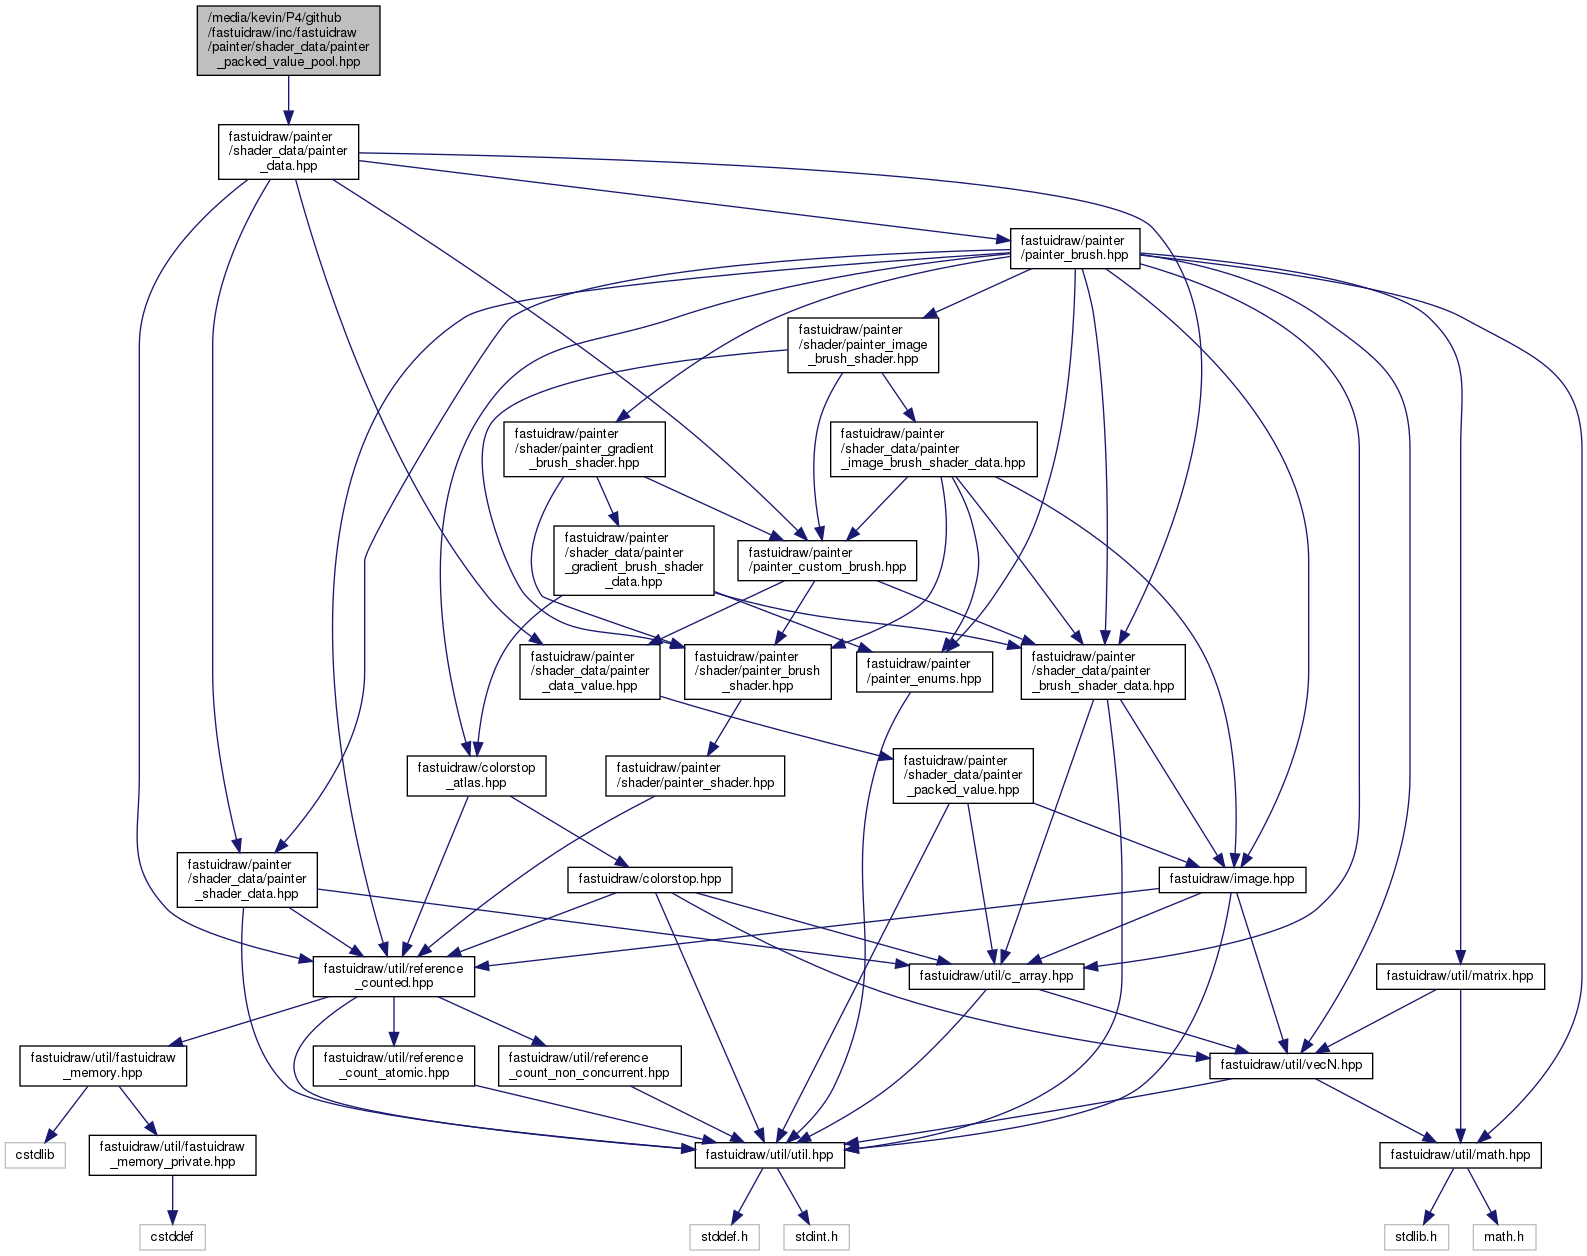 /media/kevin/P4/github
/fastuidraw/inc/fastuidraw
/painter/shader_data/painter
_packed_value_pool.hpp
fastuidraw/painter
/shader_data/painter
_data.hpp
fastuidraw/painter
/painter_brush.hpp
fastuidraw/painter
/shader/painter_image
_brush_shader.hpp
fastuidraw/painter
/shader/painter_gradient
_brush_shader.hpp
fastuidraw/painter
/shader_data/painter
_image_brush_shader_data.hpp
fastuidraw/painter
/shader_data/painter
_gradient_brush_shader
_data.hpp
fastuidraw/painter
/painter_custom_brush.hpp
fastuidraw/painter
/shader_data/painter
_data_value.hpp
fastuidraw/painter
/shader/painter_brush
_shader.hpp
fastuidraw/painter
/painter_enums.hpp
fastuidraw/painter
/shader_data/painter
_brush_shader_data.hpp
fastuidraw/colorstop
_atlas.hpp
fastuidraw/painter
/shader/painter_shader.hpp
fastuidraw/painter
/shader_data/painter
_packed_value.hpp
fastuidraw/painter
/shader_data/painter
_shader_data.hpp
fastuidraw/colorstop.hpp
fastuidraw/image.hpp
fastuidraw/util/reference
_counted.hpp
fastuidraw/util/c_array.hpp
fastuidraw/util/matrix.hpp
fastuidraw/util/fastuidraw
_memory.hpp
fastuidraw/util/reference
_count_atomic.hpp
fastuidraw/util/reference
_count_non_concurrent.hpp
fastuidraw/util/vecN.hpp
cstdlib
fastuidraw/util/fastuidraw
_memory_private.hpp
fastuidraw/util/util.hpp
fastuidraw/util/math.hpp
cstddef
stddef.h
stdint.h
stdlib.h
math.h